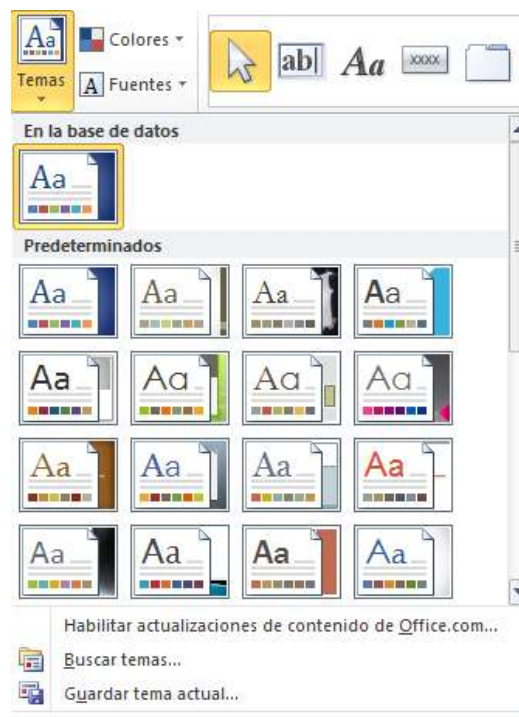 Aa
Colores
ab|
Aa
xxxx
Temas
A
Fuentes
En la base de datos
Aa
Predeterminados
Aa Aa Aa Aa
Aa Aa Aa Aa
Aa Aa Aa Aa
Aa Aa Aa Aa
Habilitar actualizaciones de contenido de Office.com...
Buscar temas...
Guardar tema actual...